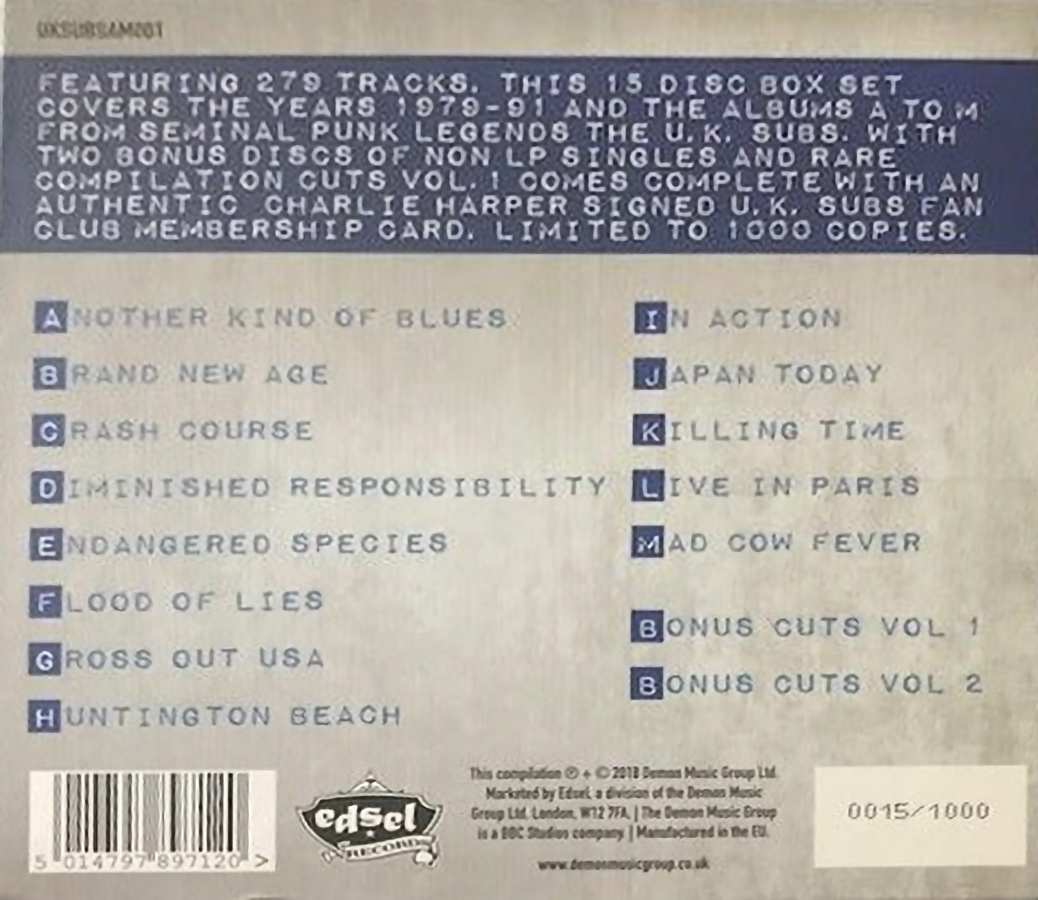 UKSUBSAM001
FEATURING 279 TRACKS. THIS 15 DISC BOX SET
COVERS THE YEARS 1979-91 AND THE ALBUMS A TO M
FROM SEMINAL PUNK LEGENDS THE U.K. SUBS. WITH
TWO BONUS DISCS OF NON LP SINGLES AND RARE
COMPILATION CUTS VOL.1 COMES COMPLETE WITH AN
AUTHENTIC CHARLIE HARPER SIGNED U.K. SUBS FAN
CLUB MEMBERSHIP CARD. LIMITED TO 1000 COPIES.
ANOTHER KIND OF BLUES
BRAND NEW AGE
CRASH COURSE
DIMINISHED RESPONSIBILITY
ENDANGERED SPECIES
FLOOD OF LIES
GROSS OUT USA
HUNTINGTON BEACH
IN ACTION
JAPAN TODAY
KILLING TIME
LIVE IN PARIS
MAD COW FEVER
BONUS CUTS VOL 1
BONUS CUTS VOL 2
5 014797 897120 >
edsel
RECORDS
This compilation ℗ + © 2018 Demon Music Group Ltd.
Marketed by Edsel, a division of the Demon Music
Group Ltd. London, W12 7FA. | The Demon Music Group
is a BBC Studios company. | Manufactured in the EU.
www.demonmusicgroup.co.uk
0015/1000